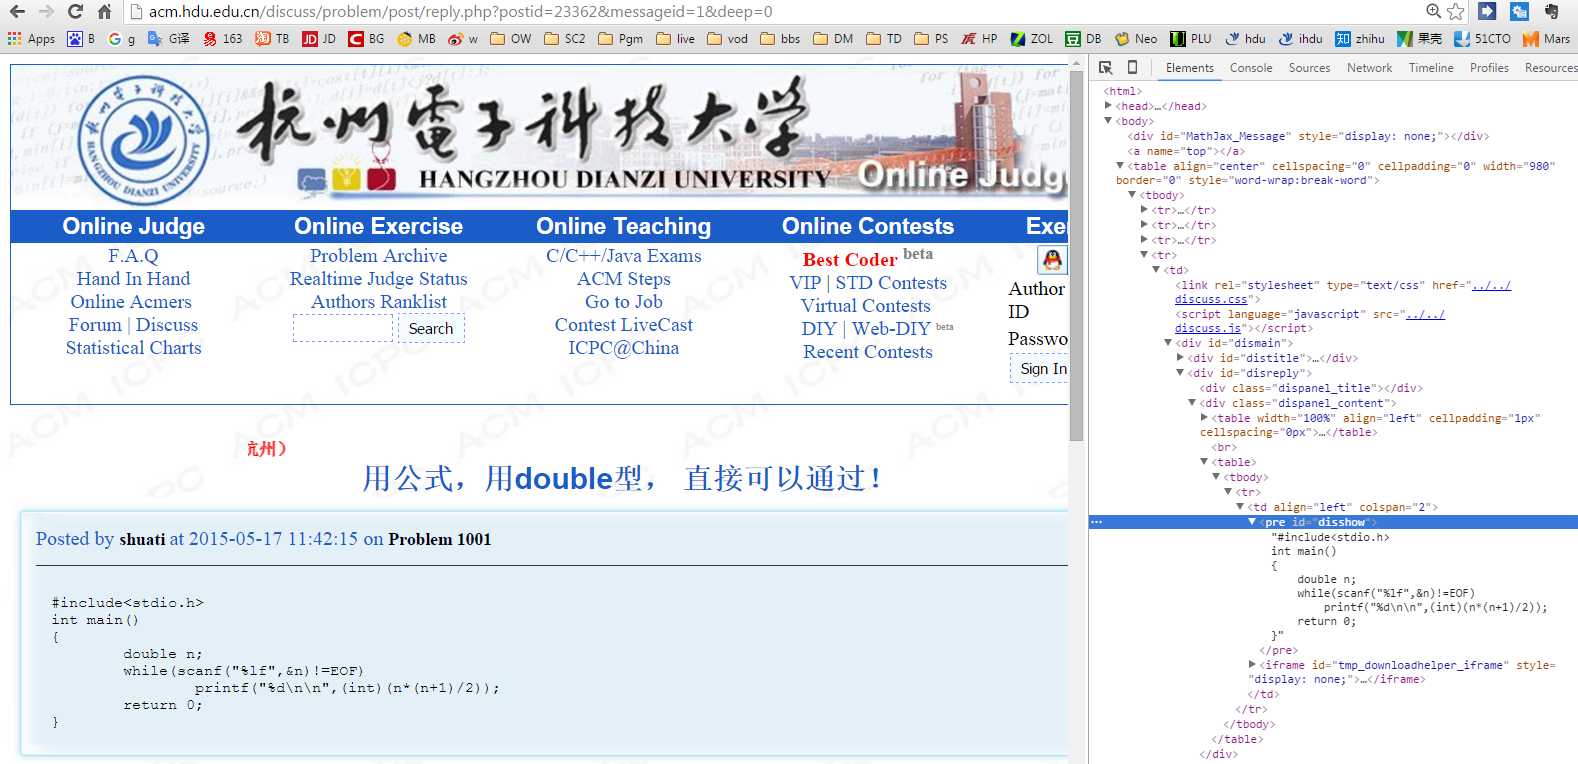 acm.hdu.edu.cn/discuss/problem/post/reply.php?postid=23362&messageid=1&deep=0
Apps B g G译 163 TB JD BG MB w OW SC2 Pgm live vod bbs DM TD PS HP ZOL DB Neo PLU hdu ihdu zhihu 果壳 51CTO Mars
杭州電子科技大学
HANGZHOU DIANZI UNIVERSITY
Online Judg
Online Judge Online Exercise Online Teaching Online Contests Exer
F.A.Q
Hand In Hand
Online Acmers
Forum | Discuss
Statistical Charts
Problem Archive
Realtime Judge Status
Authors Ranklist
Search
C/C++/Java Exams
ACM Steps
Go to Job
Contest LiveCast
ICPC@China
Best Coder beta
VIP | STD Contests
Virtual Contests
DIY | Web-DIY beta
Recent Contests
Author
ID
Passwo
Sign In
杭州）
用公式，用double型， 直接可以通过！
Posted by shuati at 2015-05-17 11:42:15 on Problem 1001
#include<stdio.h>
int main()
{
double n;
while(scanf("%lf",&n)!=EOF)
printf("%d\n\n",(int)(n*(n+1)/2));
return 0;
}
Elements Console Sources Network Timeline Profiles Resources
<html>
<head>…</head>
<body>
<div id="MathJax_Message" style="display: none;"></div>
<a name="top"></a>
<table align="center" cellspacing="0" cellpadding="0" width="980"
border="0" style="word-wrap:break-word">
<tbody>
<tr>…</tr>
<tr>…</tr>
<tr>…</tr>
<tr>
<td>
<link rel="stylesheet" type="text/css" href="../../
discuss.css">
<script language="javascript" src="../../
discuss.js"></script>
<div id="dismain">
<div id="distitle">…</div>
<div id="disreply">
<div class="dispanel_title"></div>
<div class="dispanel_content">
<table width="100%" align="left" cellpadding="1px"
cellspacing="0px">…</table>
<br>
<table>
<tbody>
<tr>
<td align="left" colspan="2">
<pre id="disshow">
"#include<stdio.h>
int main()
{
double n;
while(scanf("%lf",&n)!=EOF)
printf("%d\n\n",(int)(n*(n+1)/2));
return 0;
}"
</pre>
<iframe id="tmp_downloadhelper_iframe" style=
"display: none;">…</iframe>
</td>
</tr>
</tbody>
</table>
</div>